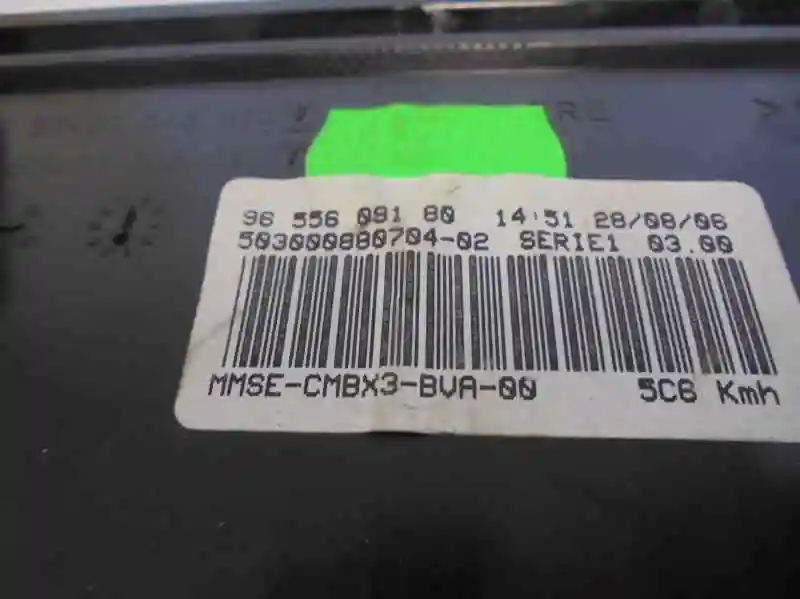 96 556 091 80 14:51 28/08/06
503000880704-02 SERIE1 03.00
MMSE-CMBX3-BVA-00 5C6 Kmh